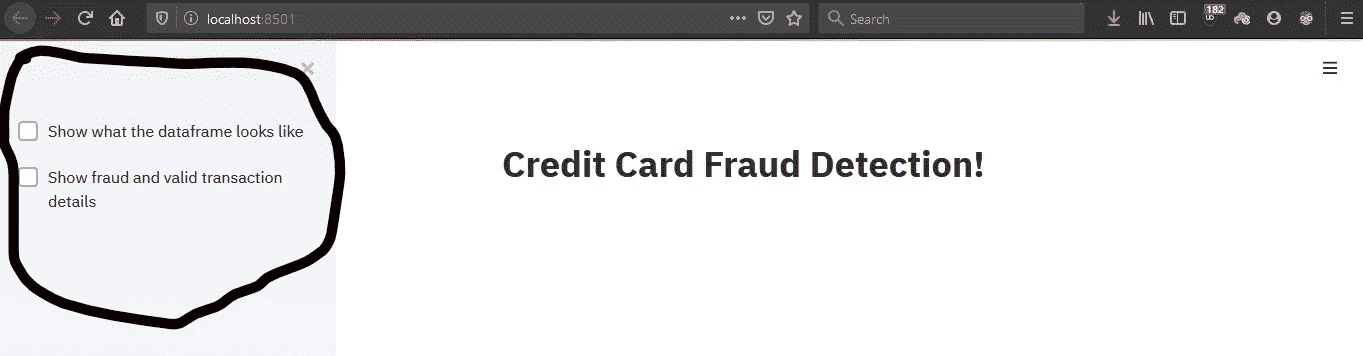 localhost:8501
Search
182
Show what the dataframe looks like
Show fraud and valid transaction
details
Credit Card Fraud Detection!